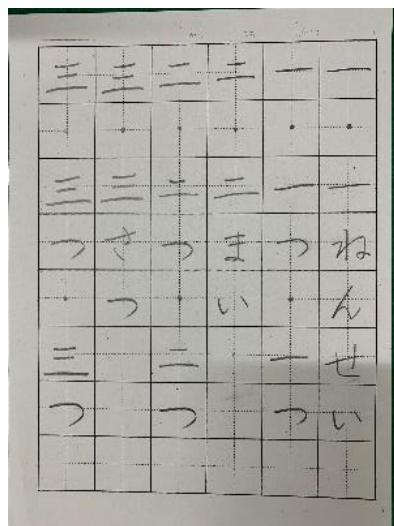 一・一ねんせい
一・一つ・一つ
二・二まい
二・二つ・二つ
三・三さつ
三・三つ・三つ